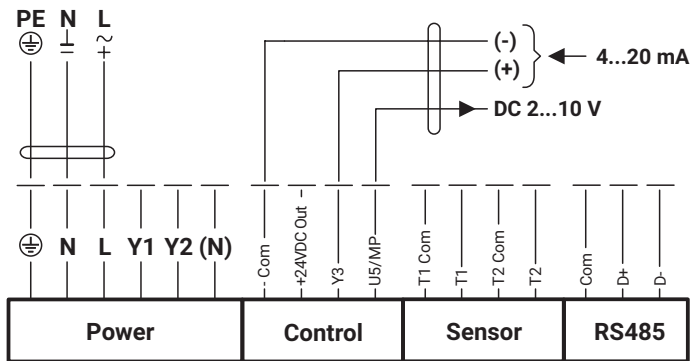 PE N L
(-)
(+)
4...20 mA
DC 2...10 V
N L Y1 Y2 (N)
- Com
+24VDC Out
Y3
U5/MP
T1 Com
T1
T2 Com
T2
Com
D+
D-
Power
Control
Sensor
RS485